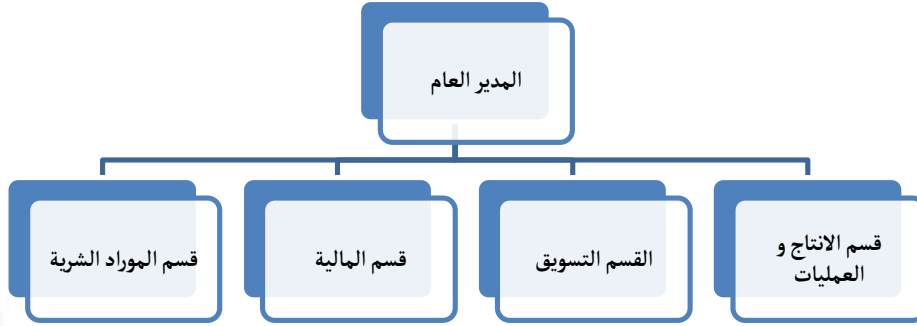 المدير العام
قسم الانتاج و
العمليات
القسم التسويق
قسم المالية
قسم الموراد الشرية